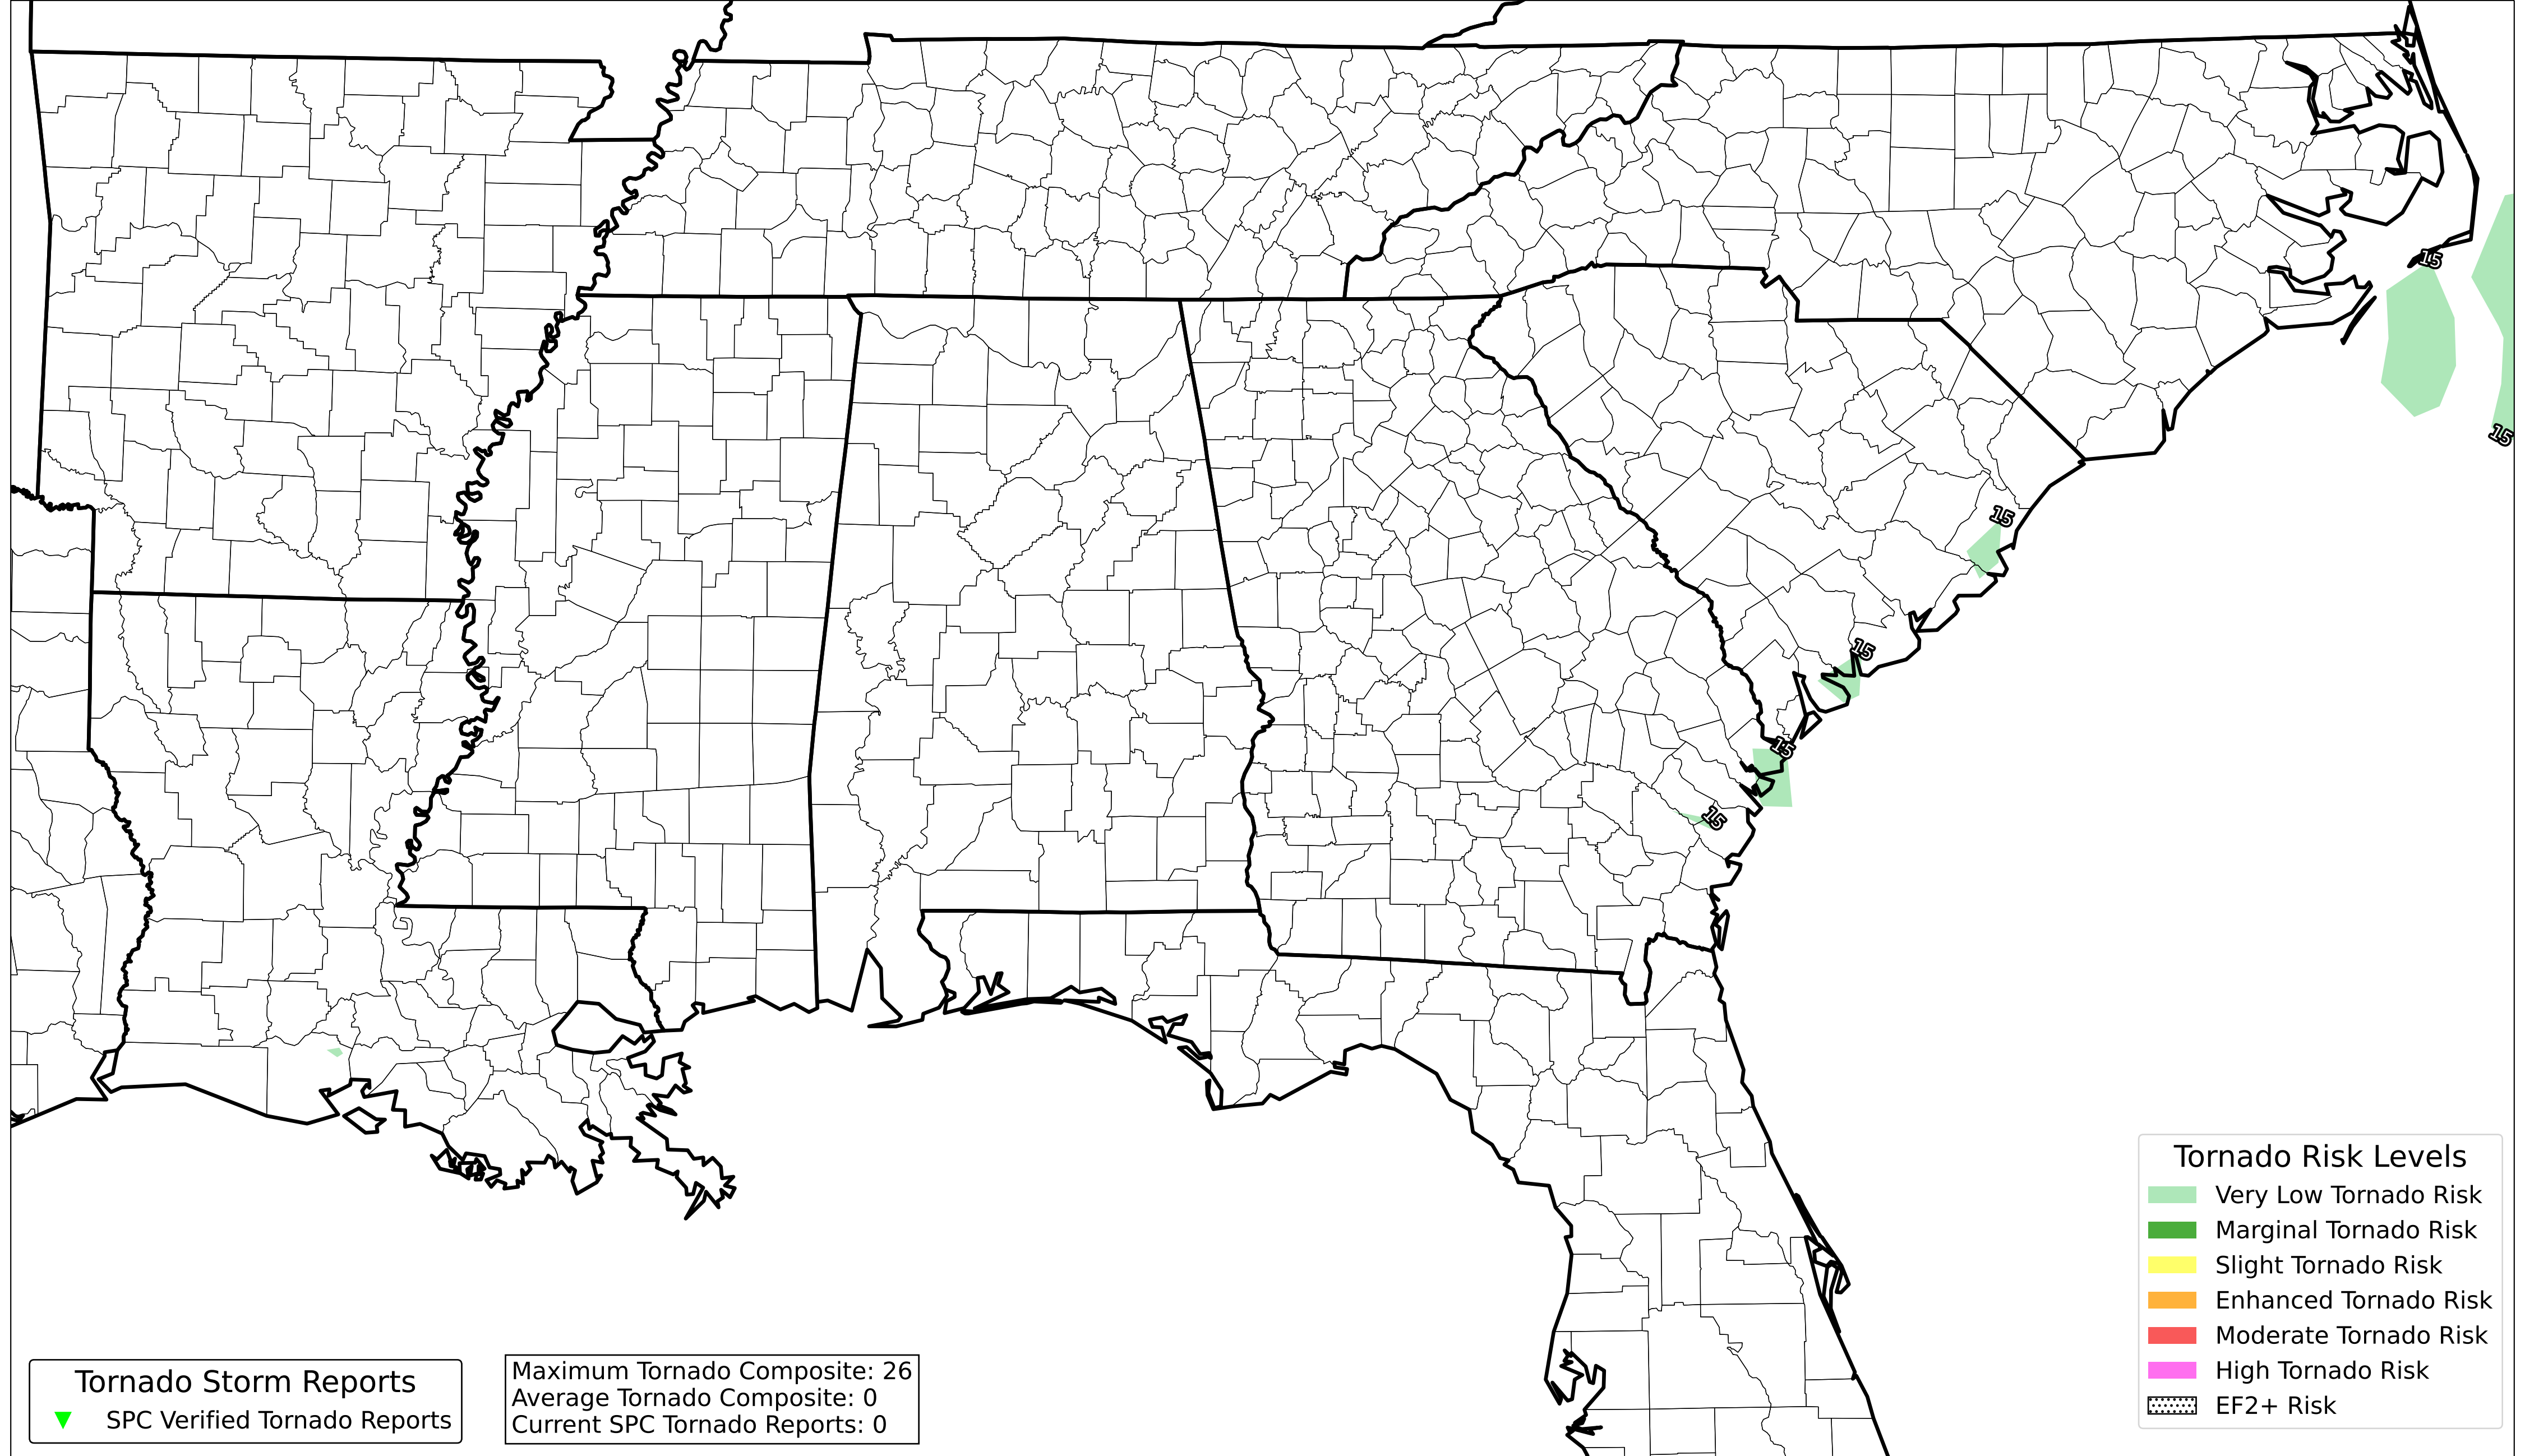 15
15
15
15
15
15
Tornado Risk Levels
Very Low Tornado Risk
Marginal Tornado Risk
Slight Tornado Risk
Enhanced Tornado Risk
Moderate Tornado Risk
High Tornado Risk
EF2+ Risk
Tornado Storm Reports
SPC Verified Tornado Reports
Maximum Tornado Composite: 26
Average Tornado Composite: 0
Current SPC Tornado Reports: 0